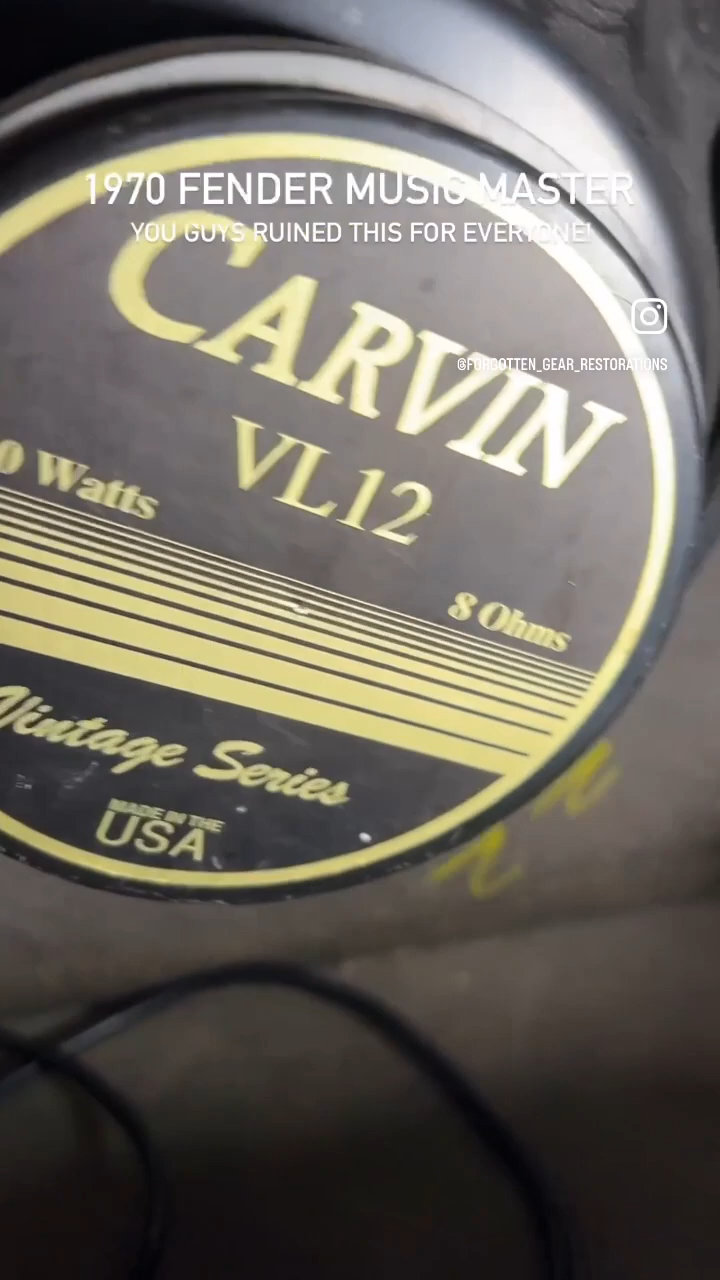 1970 FENDER MUSIC MASTER
YOU GUYS RUINED THIS FOR EVERYONE!
@FORGOTTEN_GEAR_RESTORATIONS
CARVIN
VL12
0 Watts
8 Ohms
Vintage Series
MADE IN THE
USA